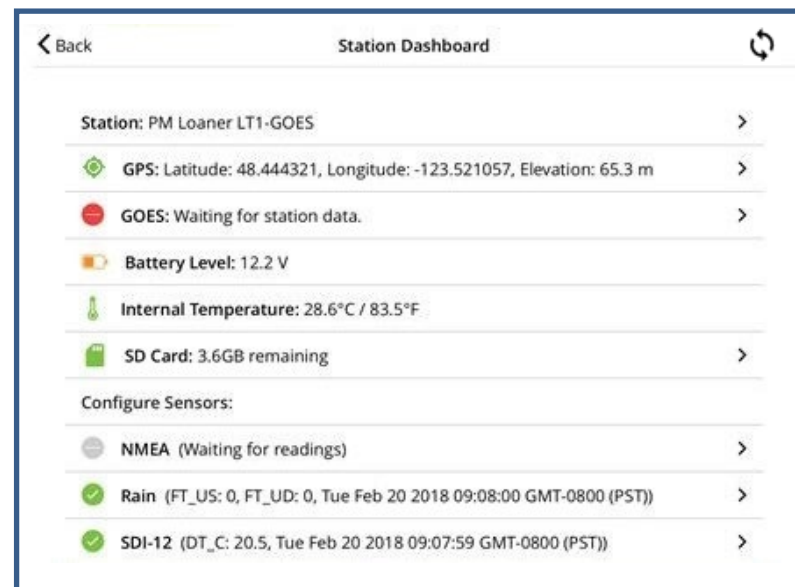 Back
Station Dashboard
Station: PM Loaner LT1-GOES
GPS: Latitude: 48.444321, Longitude: -123.521057, Elevation: 65.3 m
GOES: Waiting for station data.
Battery Level: 12.2 V
Internal Temperature: 28.6°C / 83.5°F
SD Card: 3.6GB remaining
Configure Sensors:
NMEA (Waiting for readings)
Rain (FT_US: 0, FT_UD: 0, Tue Feb 20 2018 09:08:00 GMT-0800 (PST))
SDI-12 (DT_C: 20.5, Tue Feb 20 2018 09:07:59 GMT-0800 (PST))